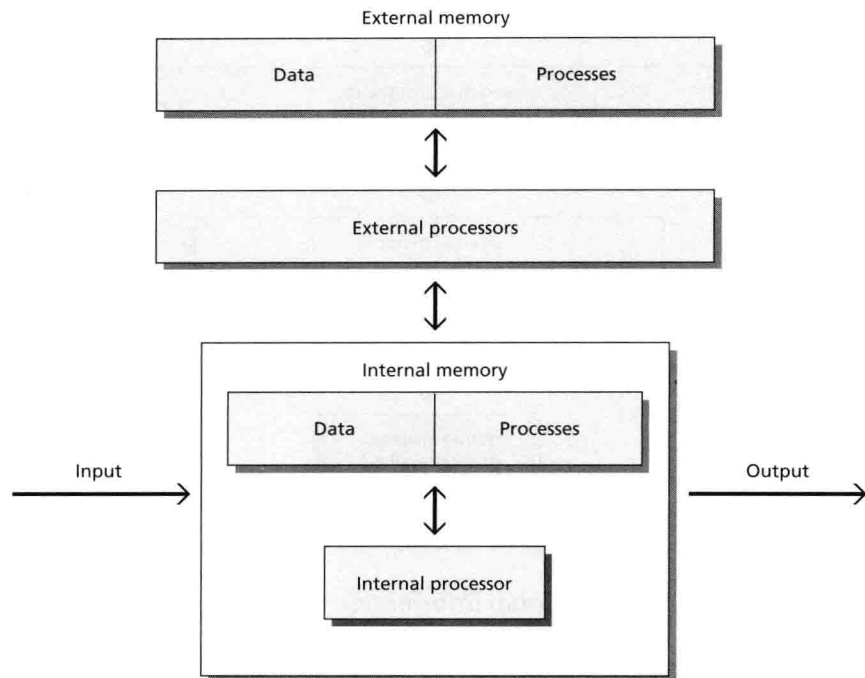 External memory
Data Processes
External processors
Internal memory
Data Processes
Input
Output
Internal processor